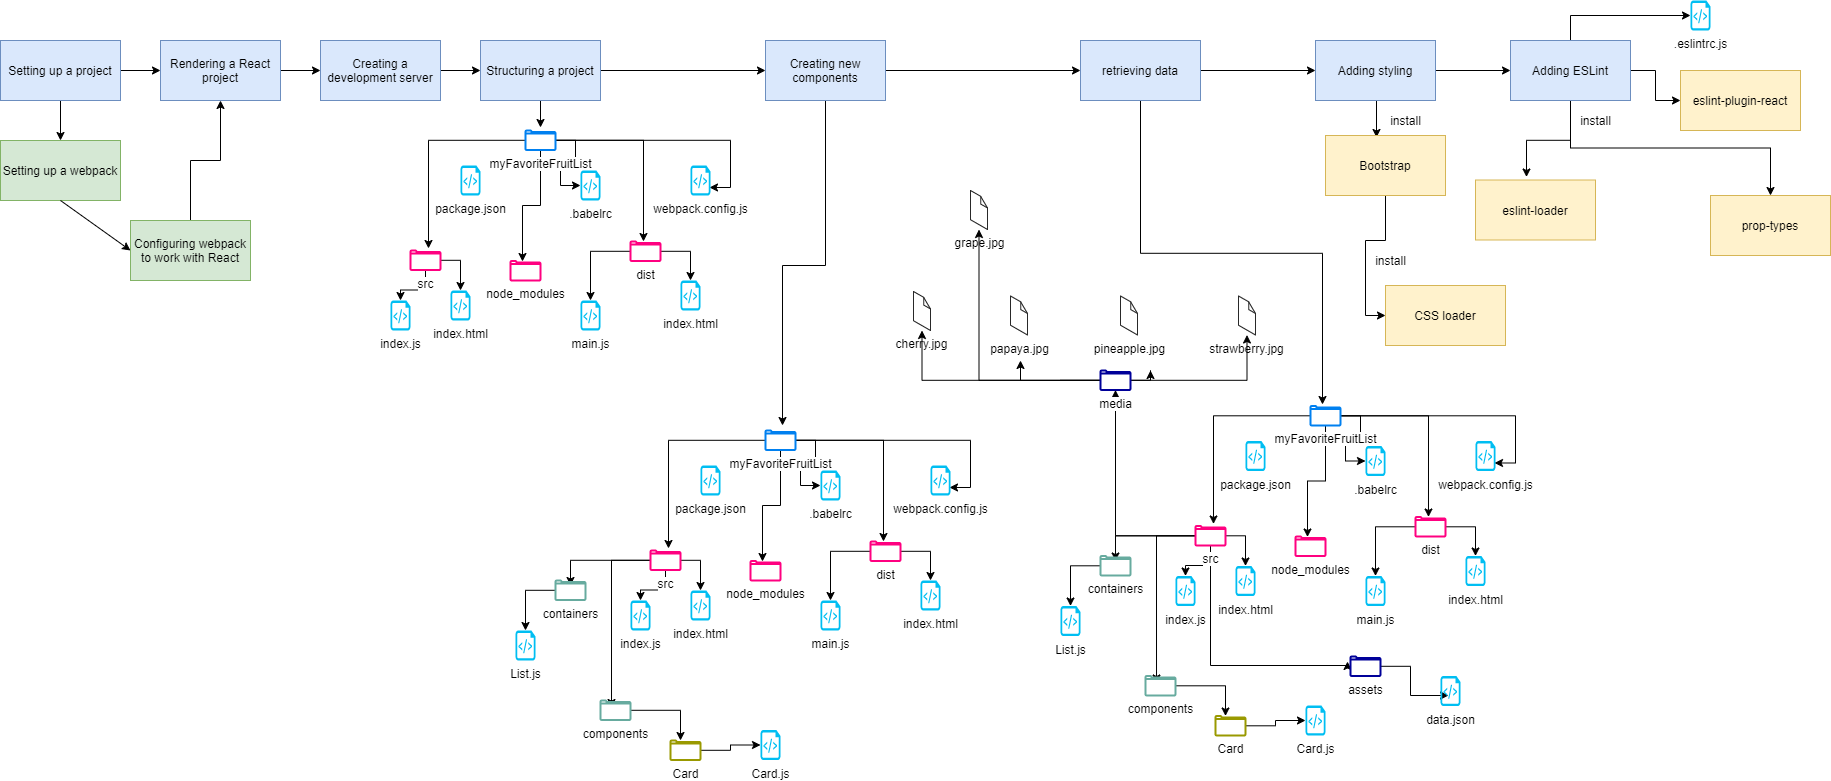 .eslintrc.js
Setting up a project
Rendering a React
project
Creating a
development server
Structuring a project
Creating new
components
retrieving data
Adding styling
Adding ESLint
eslint-plugin-react
install
install
Setting up a webpack
Configuring webpack
to work with React
myFavoriteFruitList
package.json
.babelrc
webpack.config.js
src
node_modules
dist
index.js
index.html
main.js
index.html
Bootstrap
eslint-loader
prop-types
install
CSS loader
grape.jpg
cherry.jpg
papaya.jpg
pineapple.jpg
strawberry.jpg
media
myFavoriteFruitList
package.json
.babelrc
webpack.config.js
src
node_modules
dist
containers
index.js
index.html
main.js
index.html
List.js
components
Card
Card.js
myFavoriteFruitList
package.json
.babelrc
webpack.config.js
src
node_modules
dist
containers
index.js
index.html
main.js
index.html
List.js
components
assets
Card
Card.js
data.json